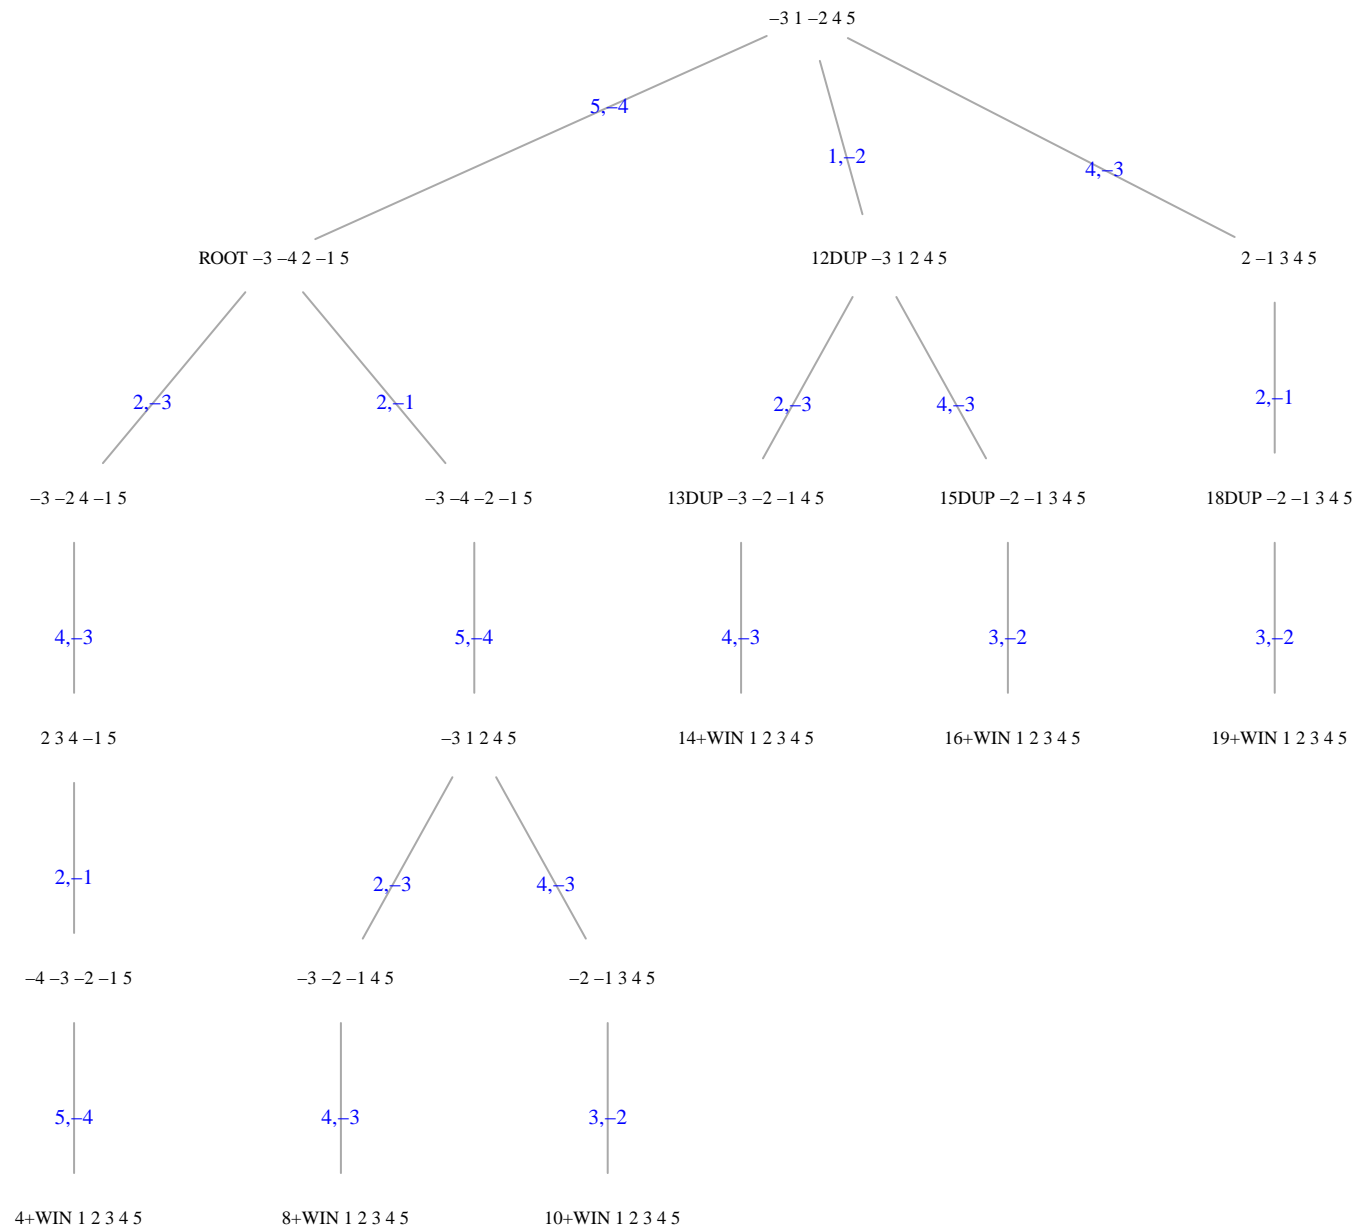 −3 1 −2 4 5
5,−4
1,−2
4,−3
ROOT −3 −4 2 −1 5
12DUP −3 1 2 4 5
2 −1 3 4 5
2,−3
2,−1
2,−3
4,−3
2,−1
−3 −2 4 −1 5
−3 −4 −2 −1 5
13DUP −3 −2 −1 4 5
15DUP −2 −1 3 4 5
18DUP −2 −1 3 4 5
4,−3
5,−4
4,−3
3,−2
3,−2
2 3 4 −1 5
−3 1 2 4 5
14+WIN 1 2 3 4 5
16+WIN 1 2 3 4 5
19+WIN 1 2 3 4 5
2,−1
2,−3
4,−3
−4 −3 −2 −1 5
−3 −2 −1 4 5
−2 −1 3 4 5
5,−4
4,−3
3,−2
4+WIN 1 2 3 4 5
8+WIN 1 2 3 4 5
10+WIN 1 2 3 4 5